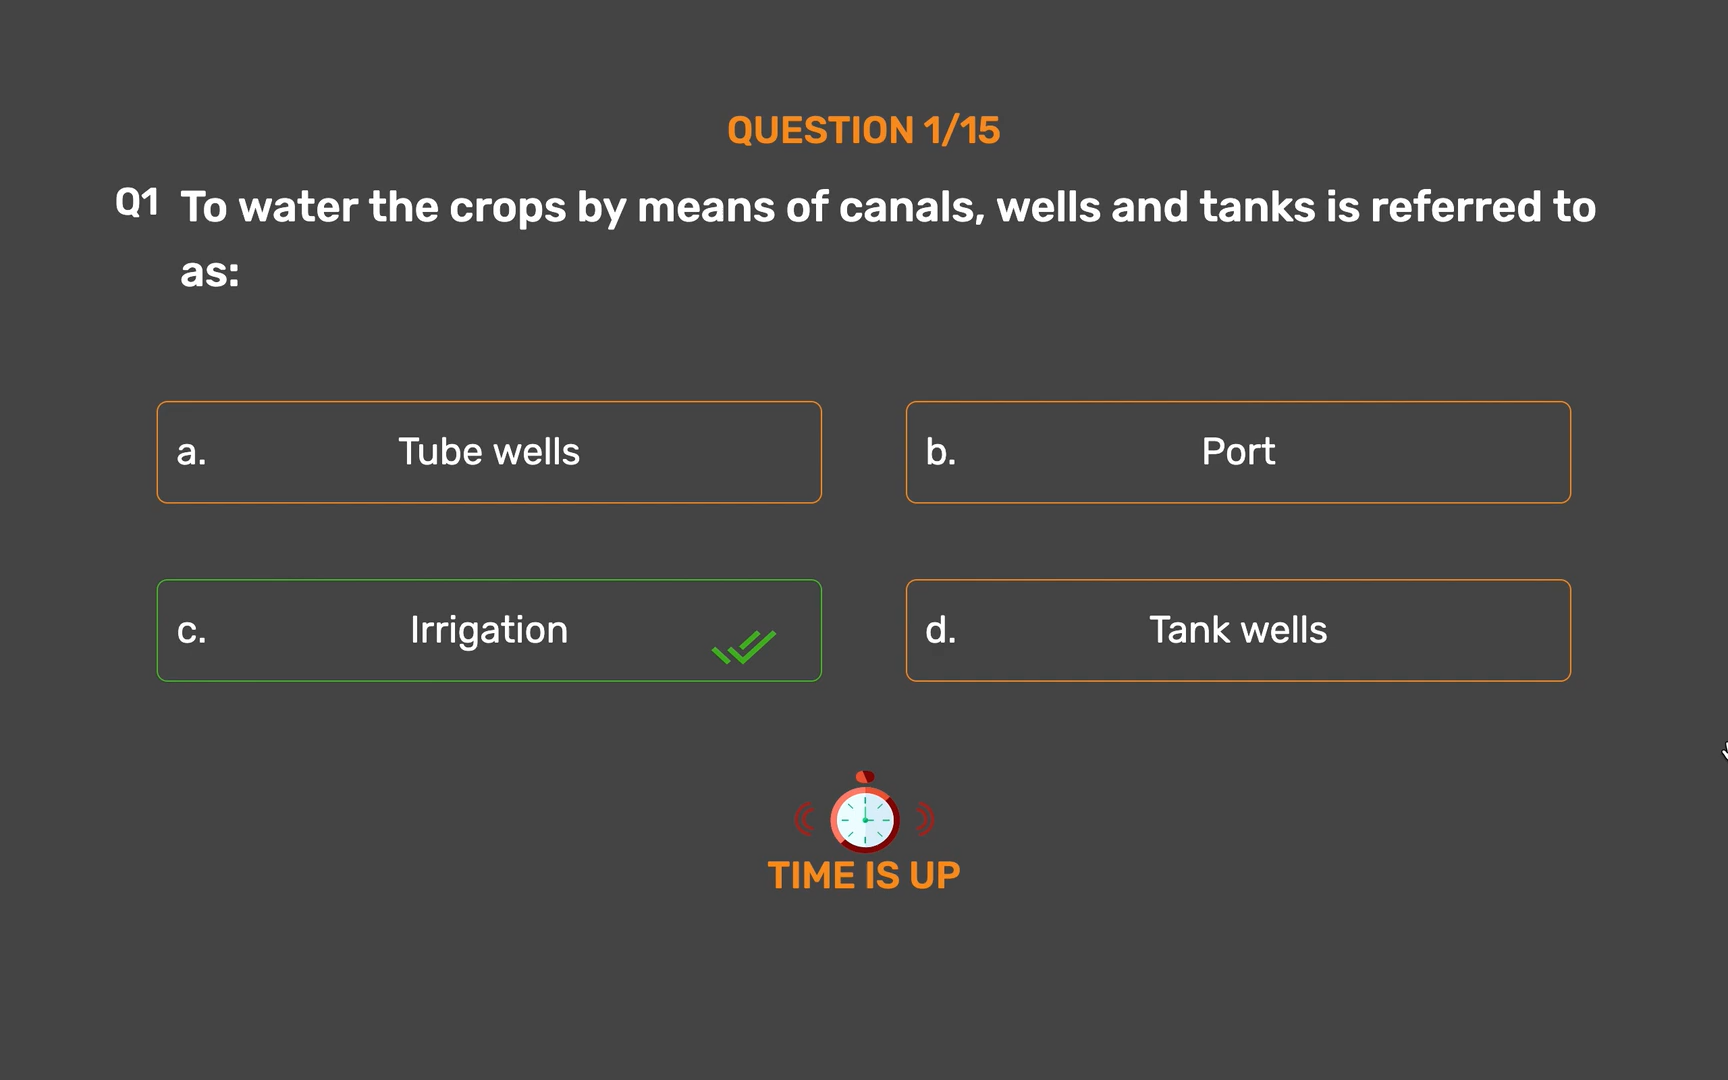 QUESTION 1/15
Q1 To water the crops by means of canals, wells and tanks is referred to
as:
a. Tube wells
b. Port
c. Irrigation
d. Tank wells
TIME IS UP